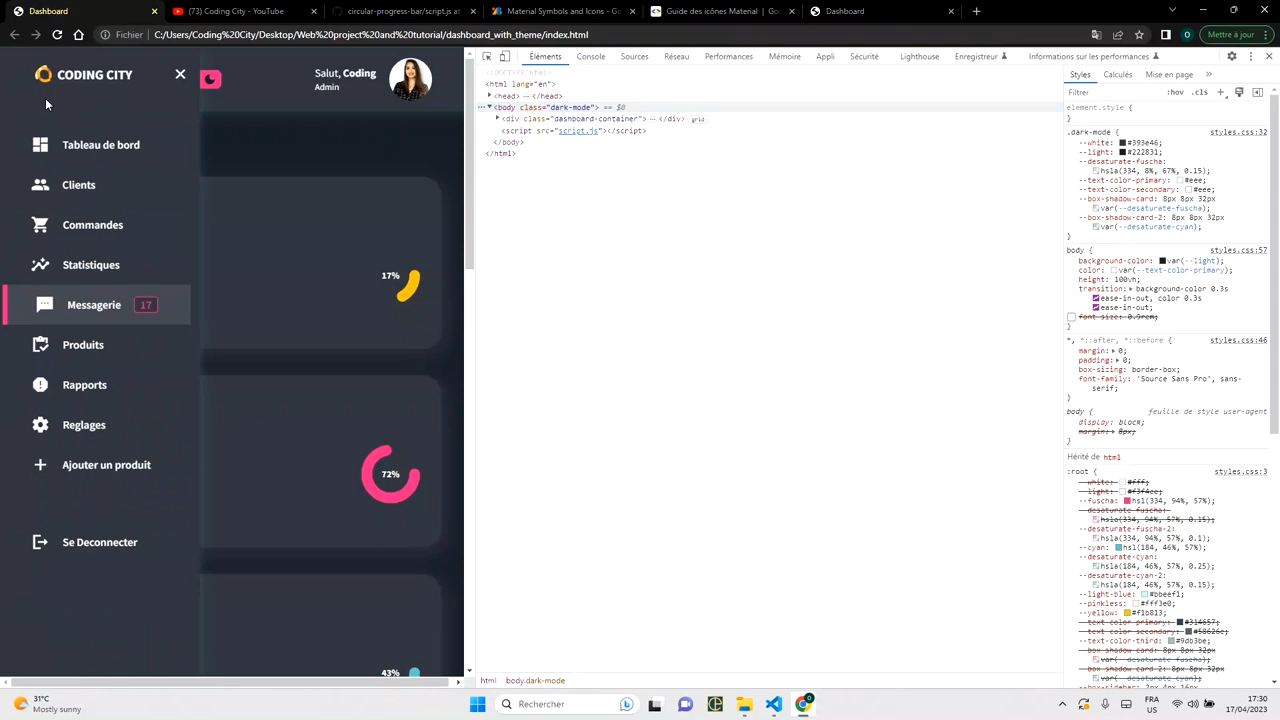 Dashboard
(73) Coding City - YouTube
circular-progress-bar/script.js at
Material Symbols and Icons - Goo
Guide des icônes Material | Goo
Dashboard
C:/Users/CodingCity/Desktop/Web projects/backend tutorial/dashboard_with_theme/index.html
Mettre à jour
CODING CITY
Salut, Coding
Admin
Tableau de bord
Clients
Commandes
Statistiques
37%
Messagerie 17
Produits
Rapports
Reglages
72%
Ajouter un produit
Se Deconnecter
43%
Éléments Console Sources Réseau Performances Mémoire Appli Sécurité Lighthouse Enregistreur Informations sur les performances
<!DOCTYPE html>
<html lang="en">
<head> … </head>
<body class="dark-mode"> == $0
<div class="dashboard-container"> … </div> grid
<script src="script.js"></script>
</body>
</html>
html body.dark-mode
Styles Calculés Mise en page »
Filtrer :hov .cls
element.style {
}
.dark-mode { styles.css:32
--white: #393e46;
--light: #222831;
--desaturate-fuscha:
hsla(334, 8%, 67%, 0.15);
--text-color-primary: #eee;
--text-color-secondary: #eee;
--box-shadow-card: 8px 8px 32px
var(--desaturate-fuscha);
--box-shadow-card-2: 8px 8px 32px
var(--desaturate-cyan);
}
body { styles.css:57
background-color: var(--light);
color: var(--text-color-primary);
height: 100vh;
transition: background-color 0.3s
ease-in-out, color 0.3s
ease-in-out;
font-size: 0.9rem;
}
*, *::after, *::before { styles.css:46
margin: 0;
padding: 0;
box-sizing: border-box;
font-family: 'Source Sans Pro', sans-
serif;
}
body { feuille de style user-agent
display: block;
margin: 8px;
}
Hérité de html
:root { styles.css:3
--white: #fff;
--light: #f3f4ec;
--fuscha: hsl(334, 94%, 57%);
--desaturate-fuscha:
hsla(334, 94%, 57%, 0.15);
--desaturate-fuscha-2:
hsla(334, 94%, 57%, 0.1);
--cyan: hsl(184, 46%, 57%);
--desaturate-cyan:
hsla(184, 46%, 57%, 0.25);
--desaturate-cyan-2:
hsla(184, 46%, 57%, 0.15);
--light-blue: #bbeef1;
--pinkless: #fff3e0;
--yellow: #f1b813;
--text-color-primary: #314657;
--text-color-secondary: #58626c;
--text-color-third: #9db3be;
--box-shadow-card: 8px 8px 32px
var(--desaturate-fuscha);
--box-shadow-card-2: 8px 8px 32px
var(--desaturate-cyan);
31°C
Mostly sunny
Rechercher
FRA
US
17:30
17/04/2023